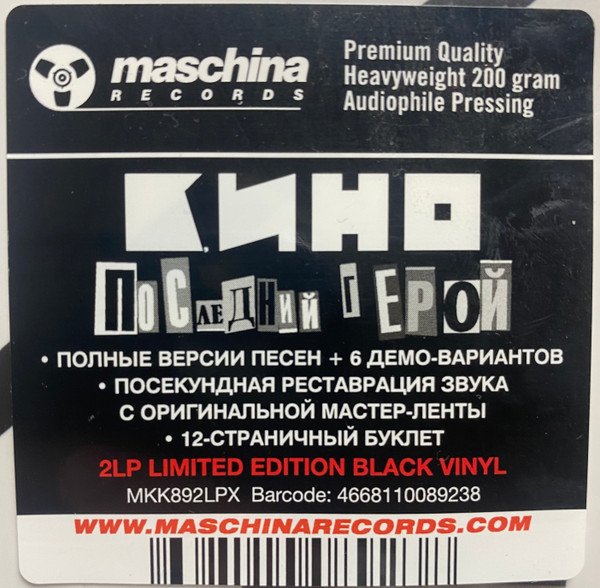 maschina
RECORDS
Premium Quality
Heavyweight 200 gram
Audiophile Pressing
КИНО
ПОСЛЕДНИЙ ГЕРОЙ
• ПОЛНЫЕ ВЕРСИИ ПЕСЕН + 6 ДЕМО-ВАРИАНТОВ
• ПОСЕКУНДНАЯ РЕСТАВРАЦИЯ ЗВУКА
С ОРИГИНАЛЬНОЙ МАСТЕР-ЛЕНТЫ
• 12-СТРАНИЧНЫЙ БУКЛЕТ
2LP LIMITED EDITION BLACK VINYL
MKK892LPX Barcode: 4668110089238
WWW.MASCHINARECORDS.COM